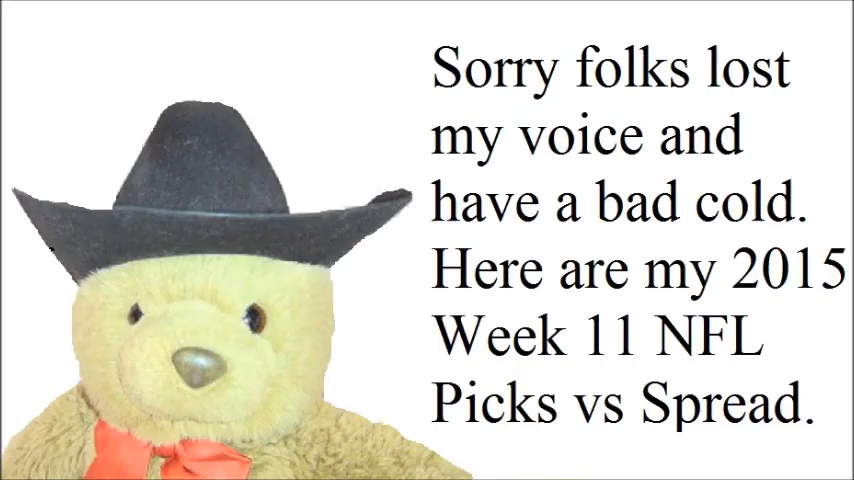 Sorry folks lost
my voice and
have a bad cold.
Here are my 2015
Week 11 NFL
Picks vs Spread.